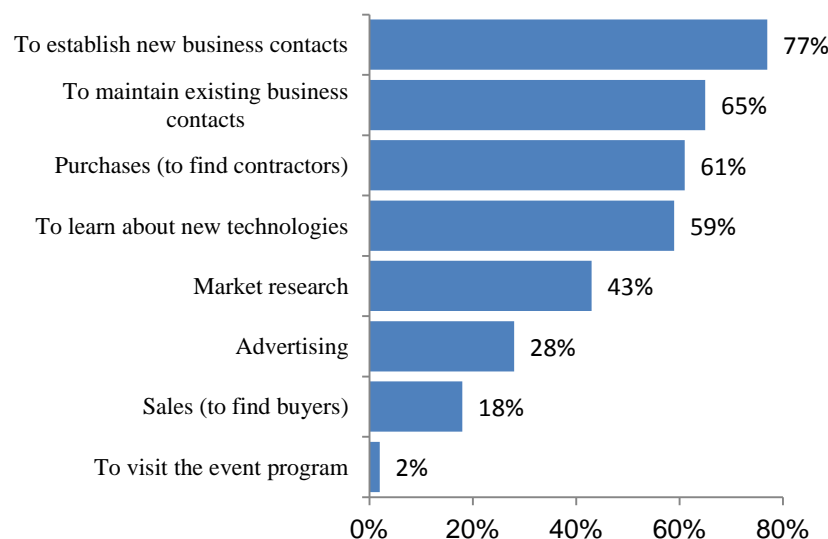 To establish new business contacts
77%
To maintain existing business
contacts
65%
Purchases (to find contractors)
61%
To learn about new technologies
59%
Market research
43%
Advertising
28%
Sales (to find buyers)
18%
To visit the event program
2%
0% 20% 40% 60% 80%